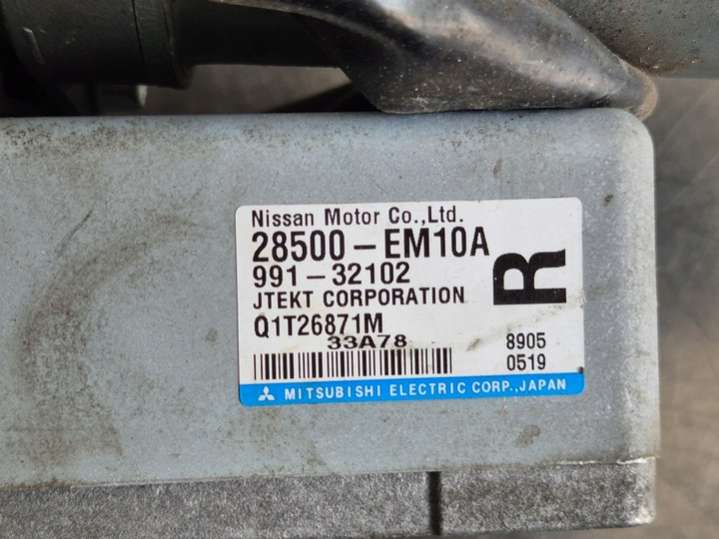 Nissan Motor Co.,Ltd.
28500-EM10A
991-32102
R
JTEKT CORPORATION
Q1T26871M
33A78
8905
0519
MITSUBISHI ELECTRIC CORP.,JAPAN